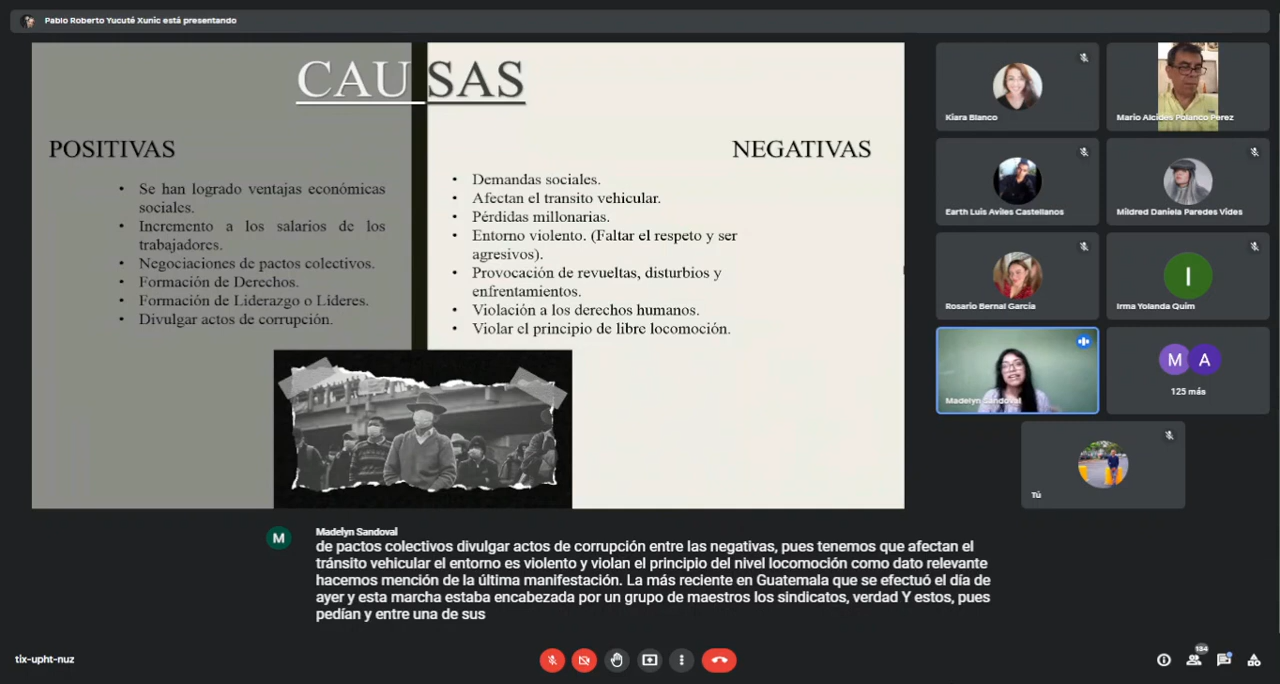 Pablo Roberto Yucuté Xunic está presentando
CAUSAS
POSITIVAS
• Se han logrado ventajas económicas
sociales.
• Incremento a los salarios de los
trabajadores.
• Negociaciones de pactos colectivos.
• Formación de Derechos.
• Formación de Liderazgo o Líderes.
• Divulgar actos de corrupción.
NEGATIVAS
• Demandas sociales.
• Afectan el transito vehicular.
• Pérdidas millonarias.
• Entorno violento. (Faltar el respeto y ser
agresivos).
• Provocación de revueltas, disturbios y
enfrentamientos.
• Violación a los derechos humanos.
• Violar el principio de libre locomoción.
Kiara Blanco
Mario Alcides Polanco Perez
Earth Luis Aviles Castellanos
Mildred Daniela Paredes Vides
Rosario Bernal García
I
Irma Yolanda Quim
Madelyn Sandoval
M A
125 más
Tú
M
Madelyn Sandoval
de pactos colectivos divulgar actos de corrupción entre las negativas, pues tenemos que afectan el
tránsito vehicular el entorno es violento y violan el principio del nivel locomoción como dato relevante
hacemos mención de la última manifestación. La más reciente en Guatemala que se efectuó el día de
ayer y esta marcha estaba encabezada por un grupo de maestros los sindicatos, verdad Y estos, pues
pedían y entre una de sus
tix-upht-nuz
134